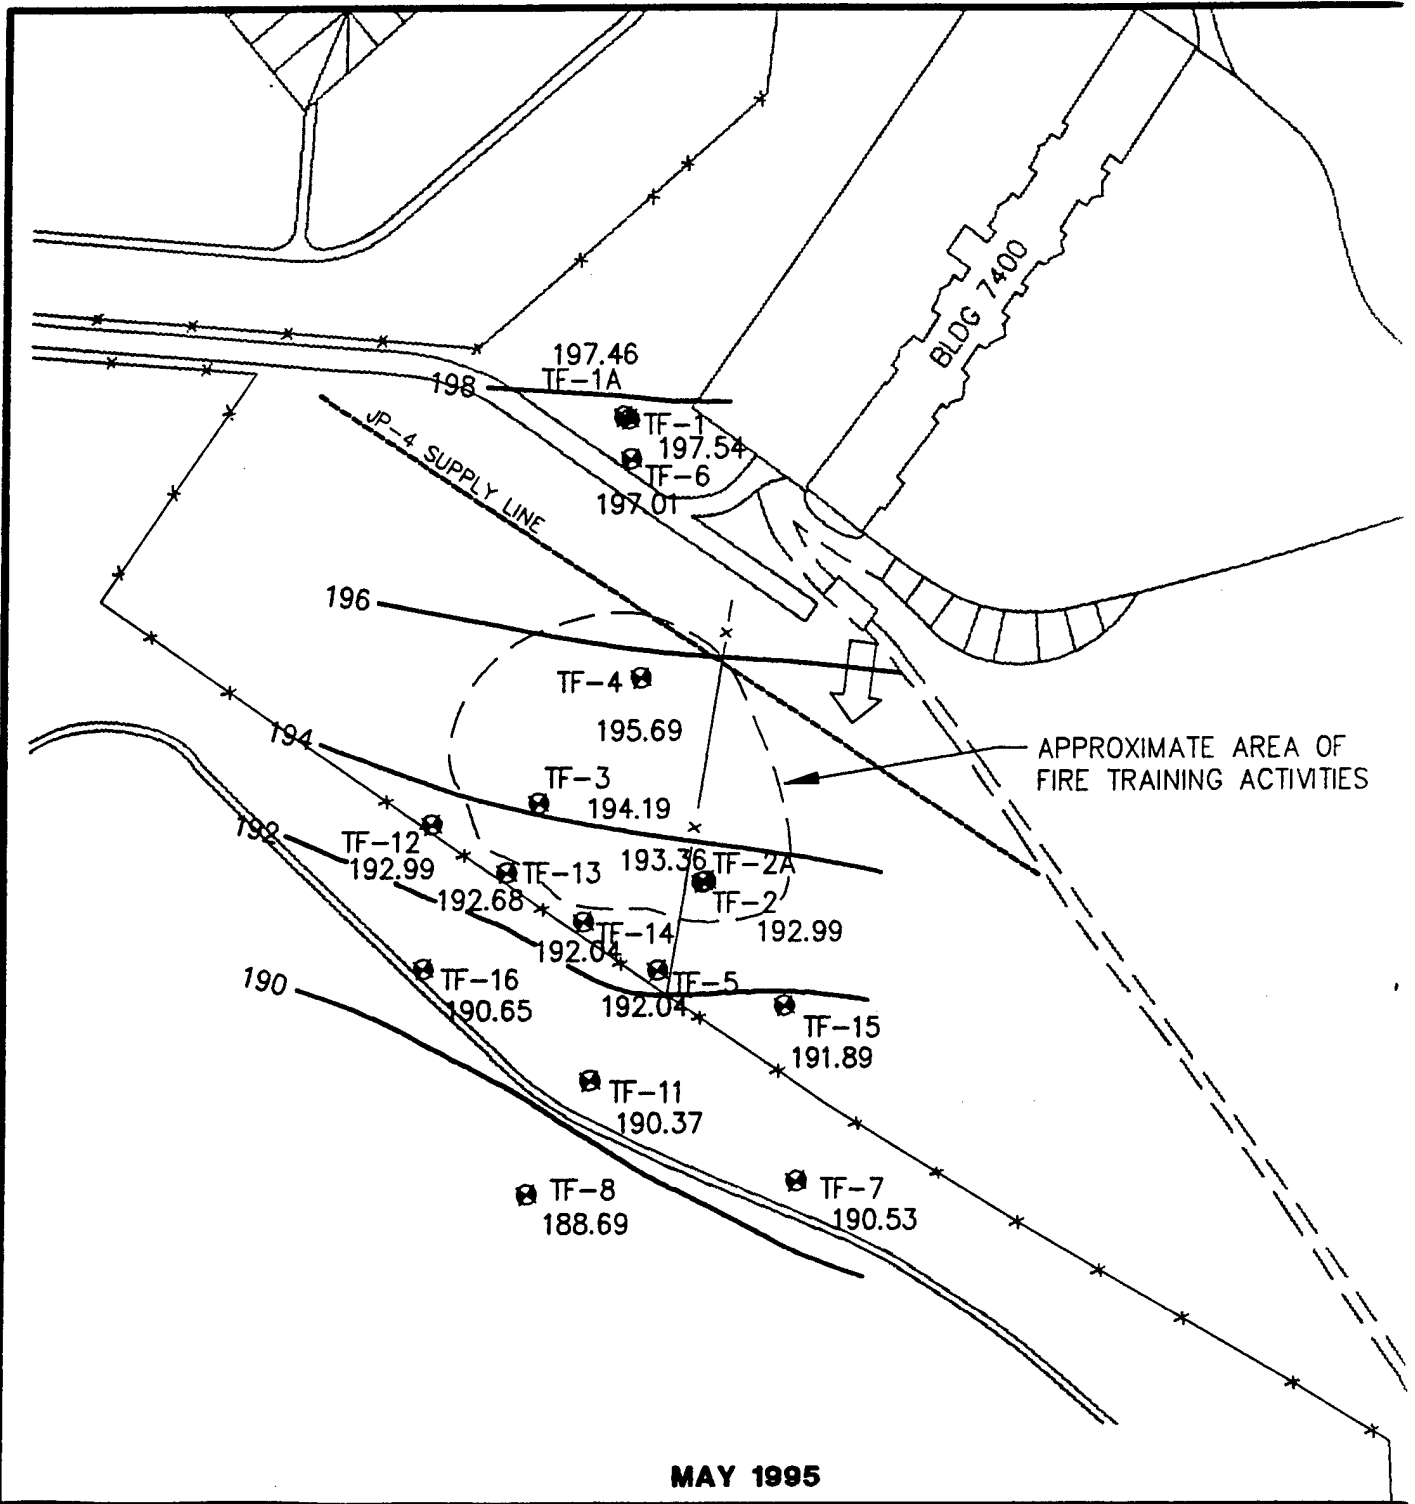 BLDG 7400
197.46
TF-1A
198
TF-1
197.54
TF-6
197.01
JP-4 SUPPLY LINE
196
TF-4
195.69
APPROXIMATE AREA OF
FIRE TRAINING ACTIVITIES
194
TF-3
194.19
192
TF-12
192.99
193.36
TF-2A
TF-13
192.68
TF-2
192.99
TF-14
192.04
190
TF-16
190.65
TF-5
192.04
TF-15
191.89
TF-11
190.37
TF-8
188.69
TF-7
190.53
MAY 1995